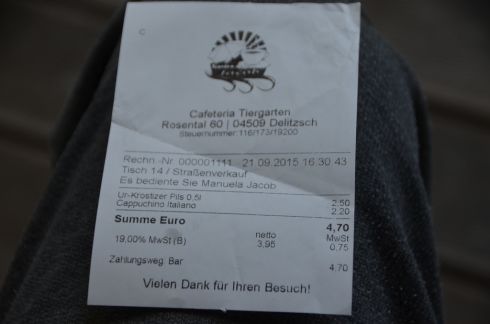 Cafeteria Tiergarten
Rosental 60 | 04509 Delitzsch
Steuernummer: 116/173/19200
Rechn.-Nr. 000001111 21.09.2015 16:30:43
Tisch 14 / Straßenverkauf
Es bediente Sie Manuela Jacob
Ur-Krostizer Pils 0,5l 2,50
Cappuchino Italiano 2,20
Summe Euro 4,70
netto MwSt
19,00% MwSt (B) 3,95 0,75
Zahlungsweg: Bar 4,70
Vielen Dank für Ihren Besuch!